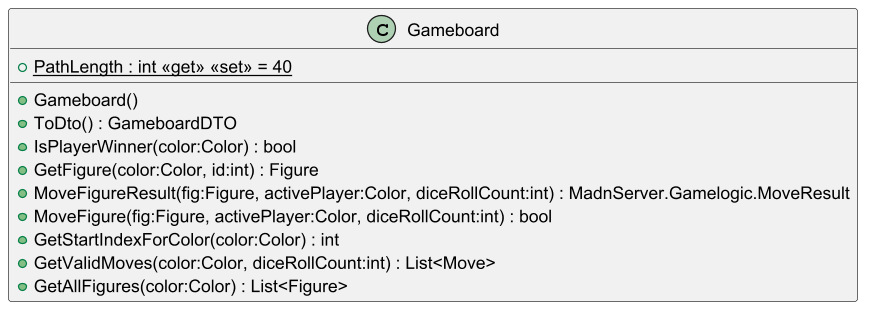 C Gameboard
PathLength : int «get» «set» = 40
Gameboard()
ToDto() : GameboardDTO
IsPlayerWinner(color:Color) : bool
GetFigure(color:Color, id:int) : Figure
MoveFigureResult(fig:Figure, activePlayer:Color, diceRollCount:int) : MadnServer.Gamelogic.MoveResult
MoveFigure(fig:Figure, activePlayer:Color, diceRollCount:int) : bool
GetStartIndexForColor(color:Color) : int
GetValidMoves(color:Color, diceRollCount:int) : List<Move>
GetAllFigures(color:Color) : List<Figure>